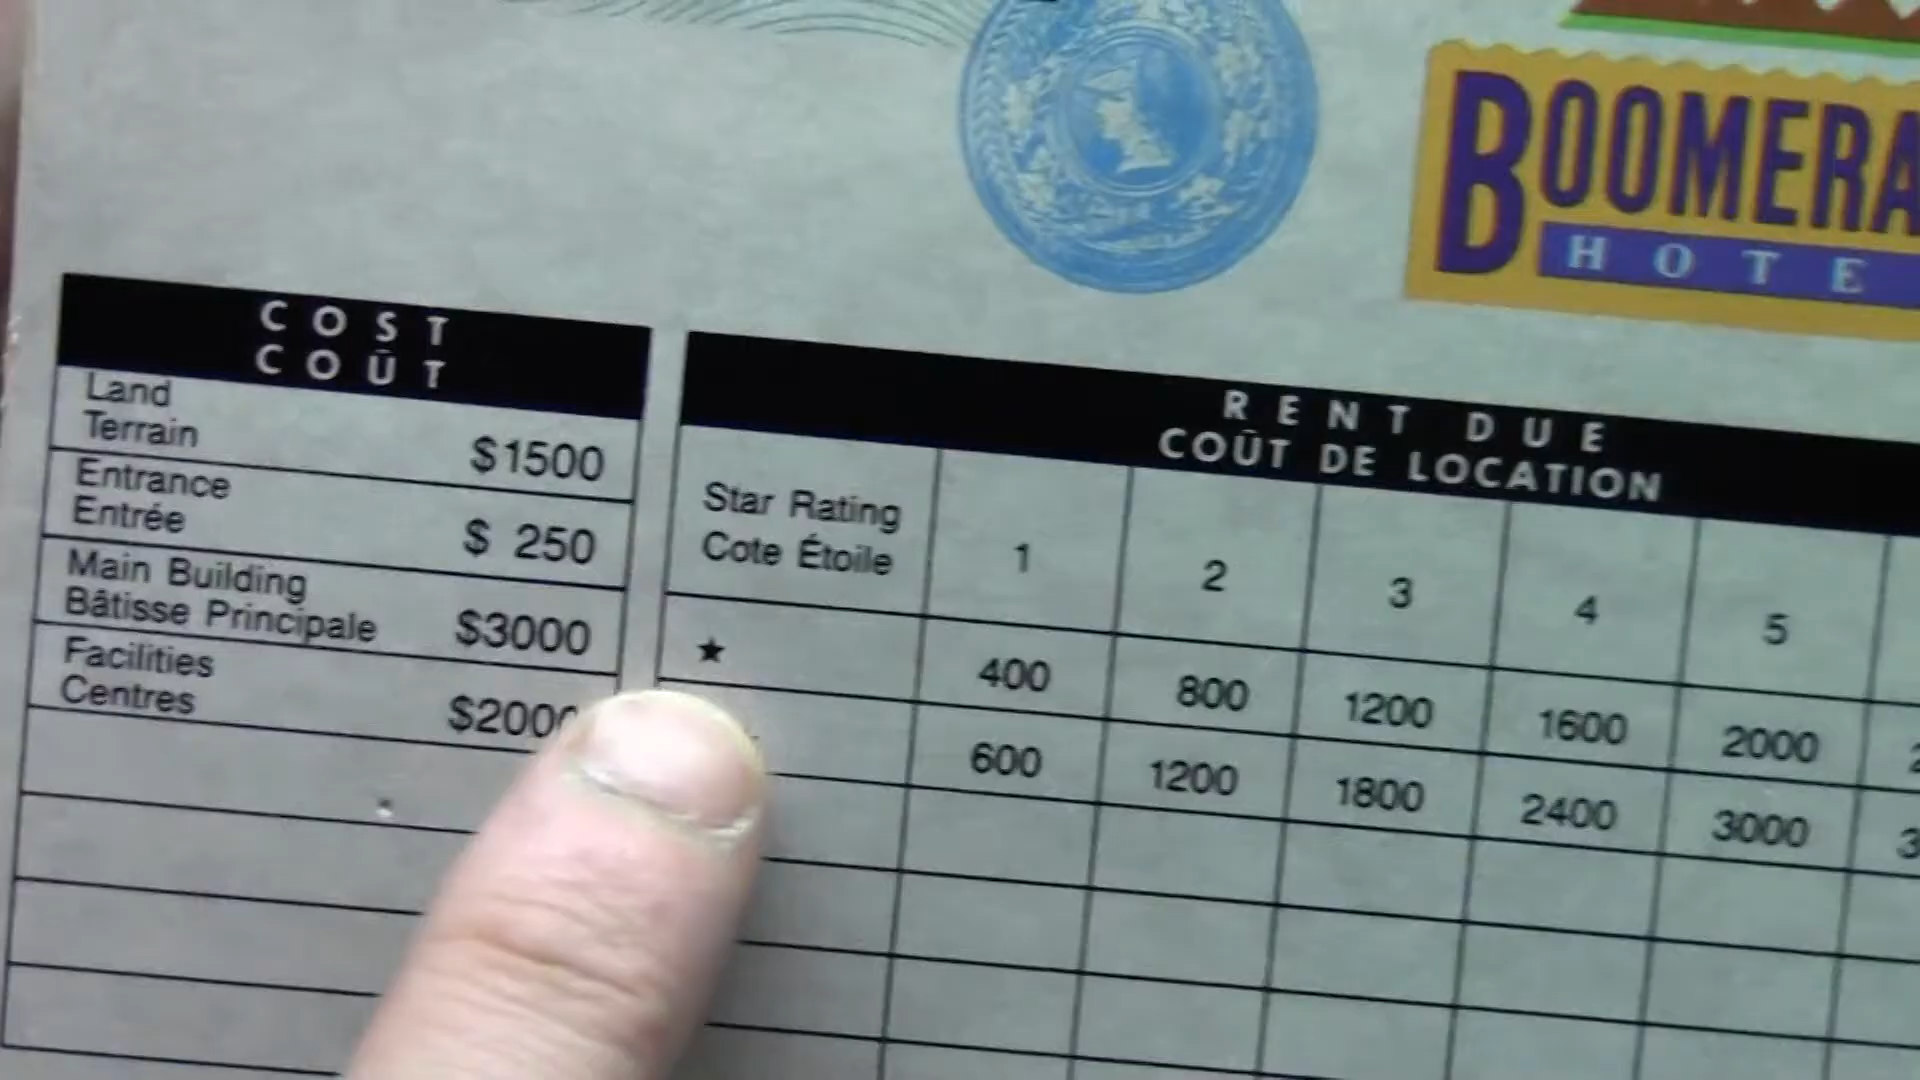 BOOMERA
HOTE
COST
COÛT
Land
Terrain
$1500
Entrance
Entrée
$ 250
Main Building
Bâtisse Principale
$3000
Facilities
Centres
$2000
RENT DUE
COÛT DE LOCATION
Star Rating
Cote Étoile
1 2 3 4 5
★ 400 800 1200 1600 2000
600 1200 1800 2400 3000